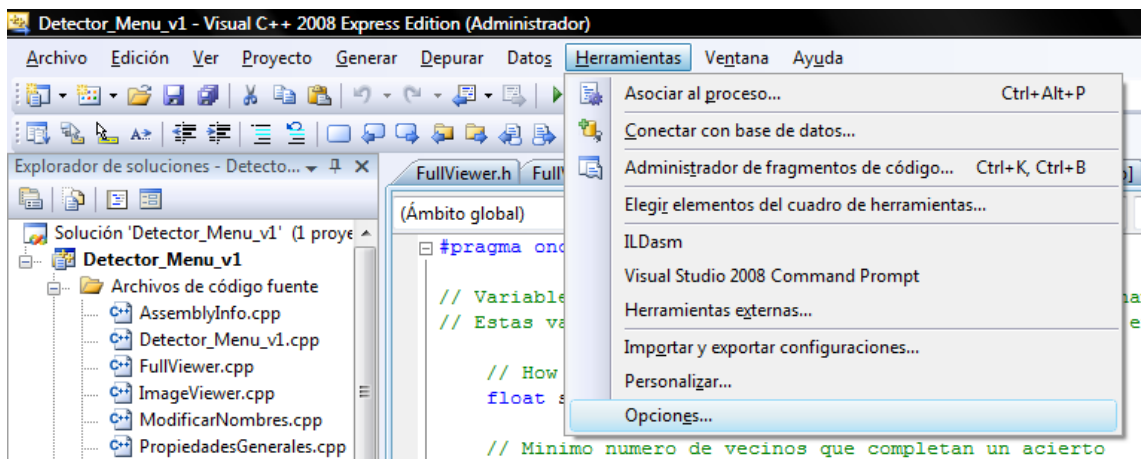 Detector_Menu_v1 - Visual C++ 2008 Express Edition (Administrador)
Archivo Edición Ver Proyecto Generar Depurar Datos Herramientas Ventana Ayuda
Asociar al proceso... Ctrl+Alt+P
Conectar con base de datos...
Administrador de fragmentos de código... Ctrl+K, Ctrl+B
Elegir elementos del cuadro de herramientas...
ILDasm
Visual Studio 2008 Command Prompt
Herramientas externas...
Importar y exportar configuraciones...
Personalizar...
Opciones...
Explorador de soluciones - Detecto...
Solución 'Detector_Menu_v1' (1 proye
Detector_Menu_v1
Archivos de código fuente
AssemblyInfo.cpp
Detector_Menu_v1.cpp
FullViewer.cpp
ImageViewer.cpp
ModificarNombres.cpp
PropiedadesGenerales.cpp
FullViewer.h Full
(Ámbito global)
#pragma onc
// Variable
// Estas va
// How
float s
// Minimo numero de vecinos que completan un acierto